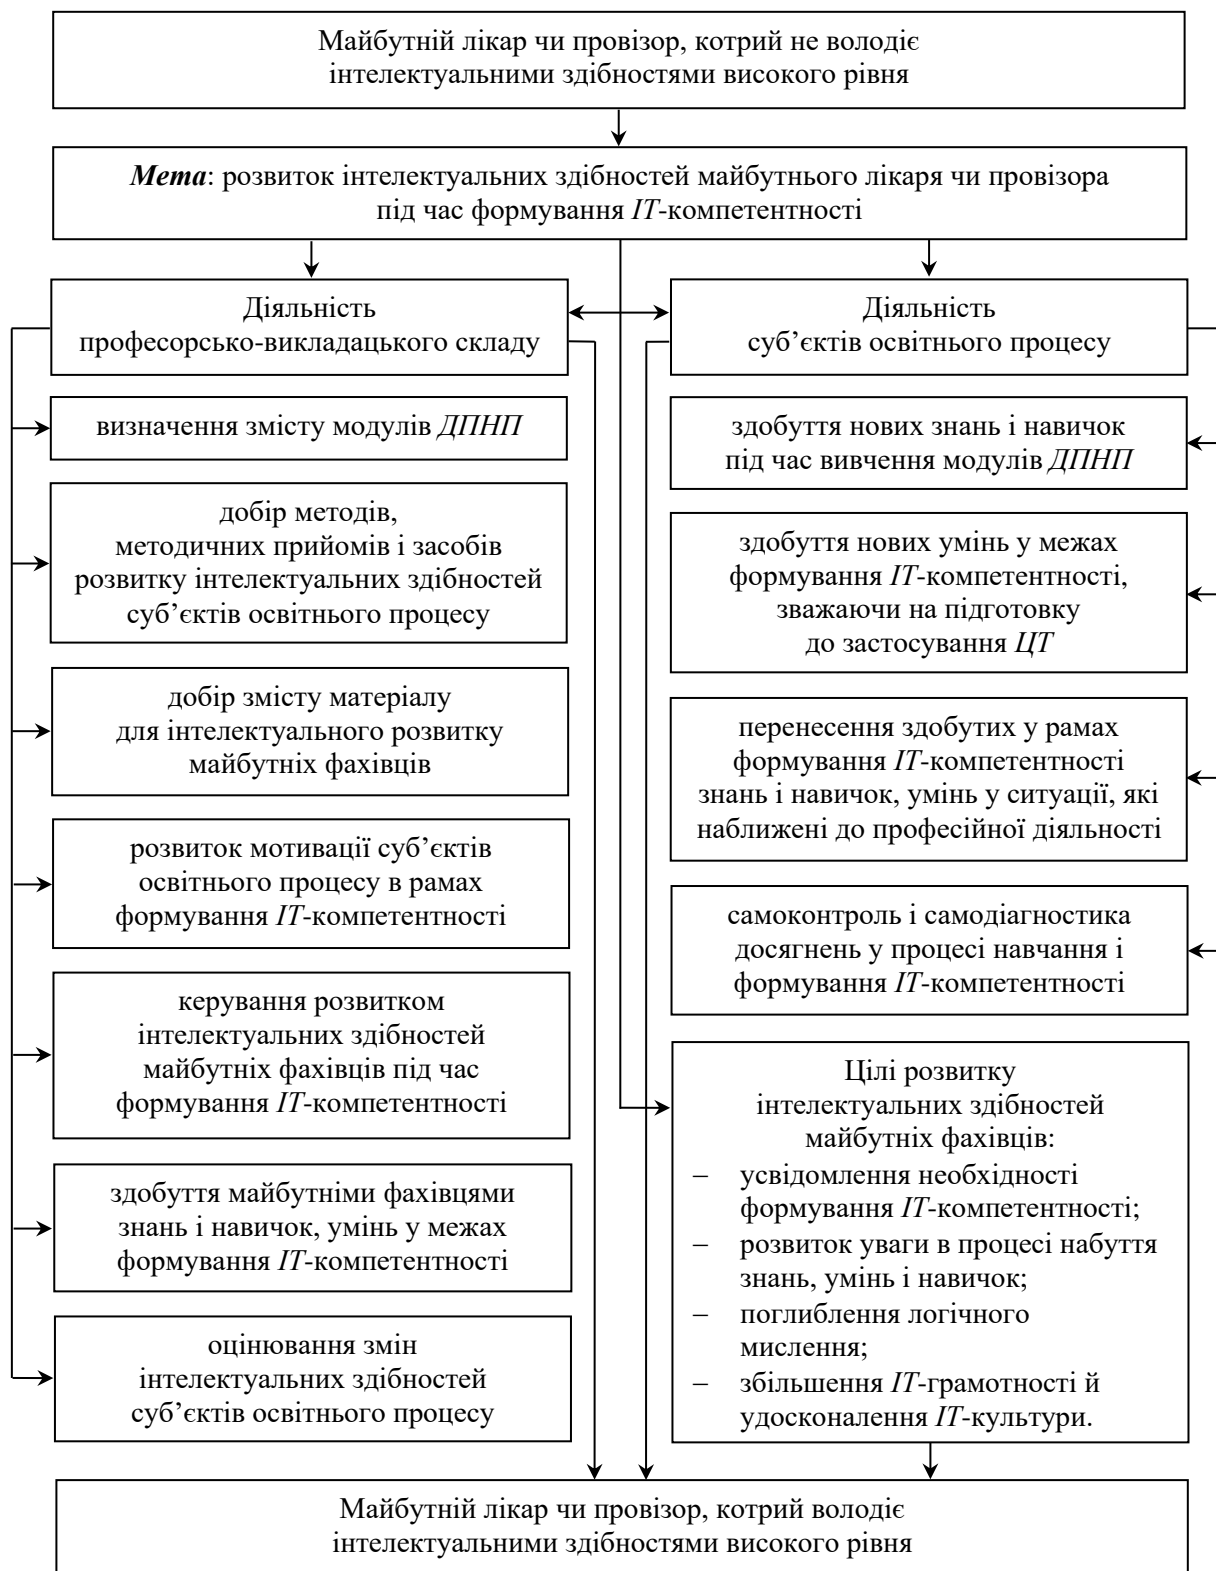 Майбутній лікар чи провізор, котрий не володіє
інтелектуальними здібностями високого рівня
Мета: розвиток інтелектуальних здібностей майбутнього лікаря чи провізора
під час формування IT-компетентності
Діяльність
професорсько-викладацького складу
визначення змісту модулів ДПНП
добір методів,
методичних прийомів і засобів
розвитку інтелектуальних здібностей
суб’єктів освітнього процесу
добір змісту матеріалу
для інтелектуального розвитку
майбутніх фахівців
розвиток мотивації суб’єктів
освітнього процесу в рамах
формування IT-компетентності
керування розвитком
інтелектуальних здібностей
майбутніх фахівців під час
формування IT-компетентності
здобуття майбутніми фахівцями
знань і навичок, умінь у межах
формування IT-компетентності
оцінювання змін
інтелектуальних здібностей
суб’єктів освітнього процесу
Діяльність
суб’єктів освітнього процесу
здобуття нових знань і навичок
під час вивчення модулів ДПНП
здобуття нових умінь у межах
формування IT-компетентності,
зважаючи на підготовку
до застосування ЦТ
перенесення здобутих у рамах
формування IT-компетентності
знань і навичок, умінь у ситуації, які
наближені до професійної діяльності
самоконтроль і самодіагностика
досягнень у процесі навчання і
формування IT-компетентності
Цілі розвитку
інтелектуальних здібностей
майбутніх фахівців:
– усвідомлення необхідності
формування IT-компетентності;
– розвиток уваги в процесі набуття
знань, умінь і навичок;
– поглиблення логічного
мислення;
– збільшення IT-грамотності й
удосконалення IT-культури.
Майбутній лікар чи провізор, котрий володіє
інтелектуальними здібностями високого рівня